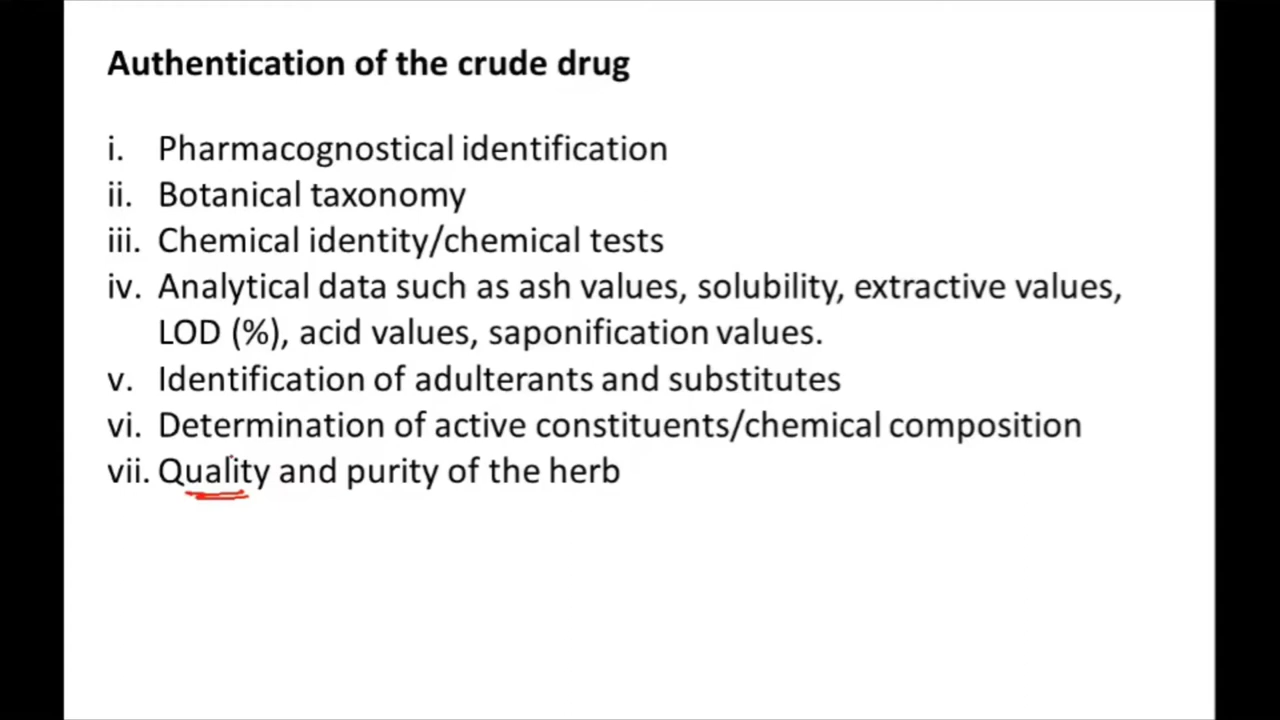 Authentication of the crude drug
i. Pharmacognostical identification
ii. Botanical taxonomy
iii. Chemical identity/chemical tests
iv. Analytical data such as ash values, solubility, extractive values,
LOD (%), acid values, saponification values.
v. Identification of adulterants and substitutes
vi. Determination of active constituents/chemical composition
vii. Quality and purity of the herb